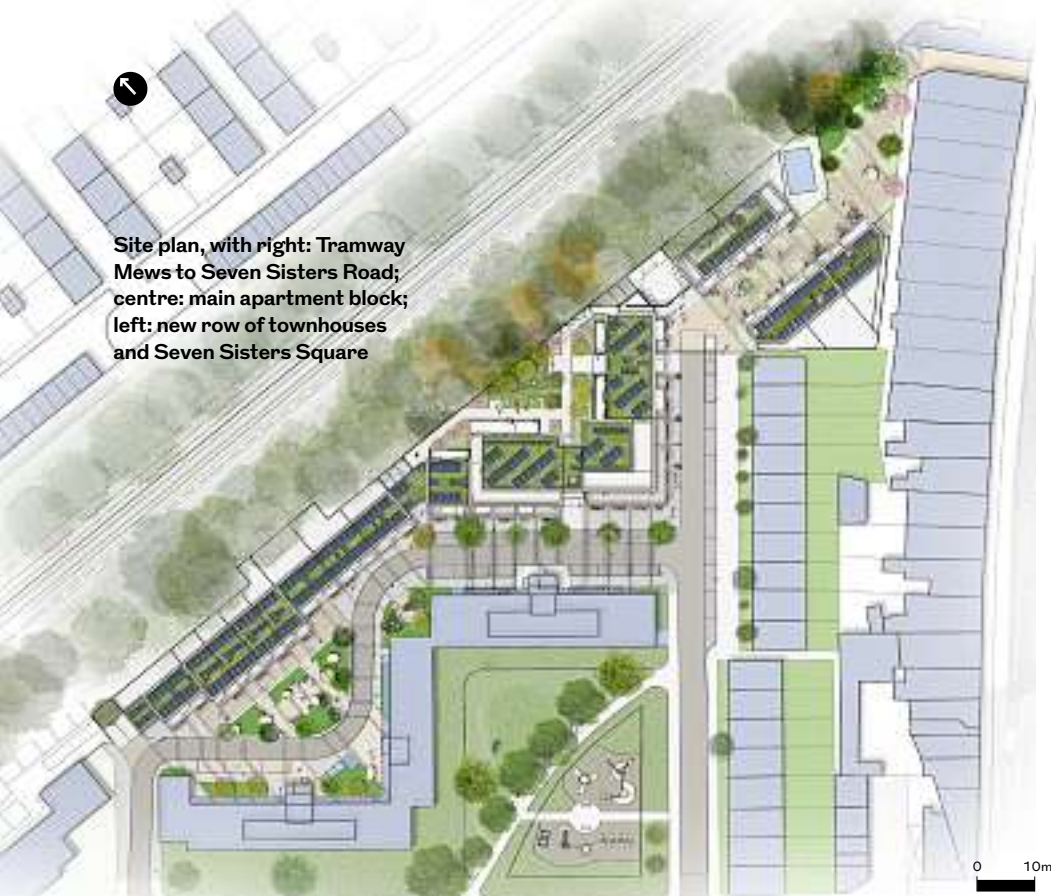 Site plan, with right: Tramway
Mews to Seven Sisters Road;
centre: main apartment block;
left: new row of townhouses
and Seven Sisters Square
0 10m